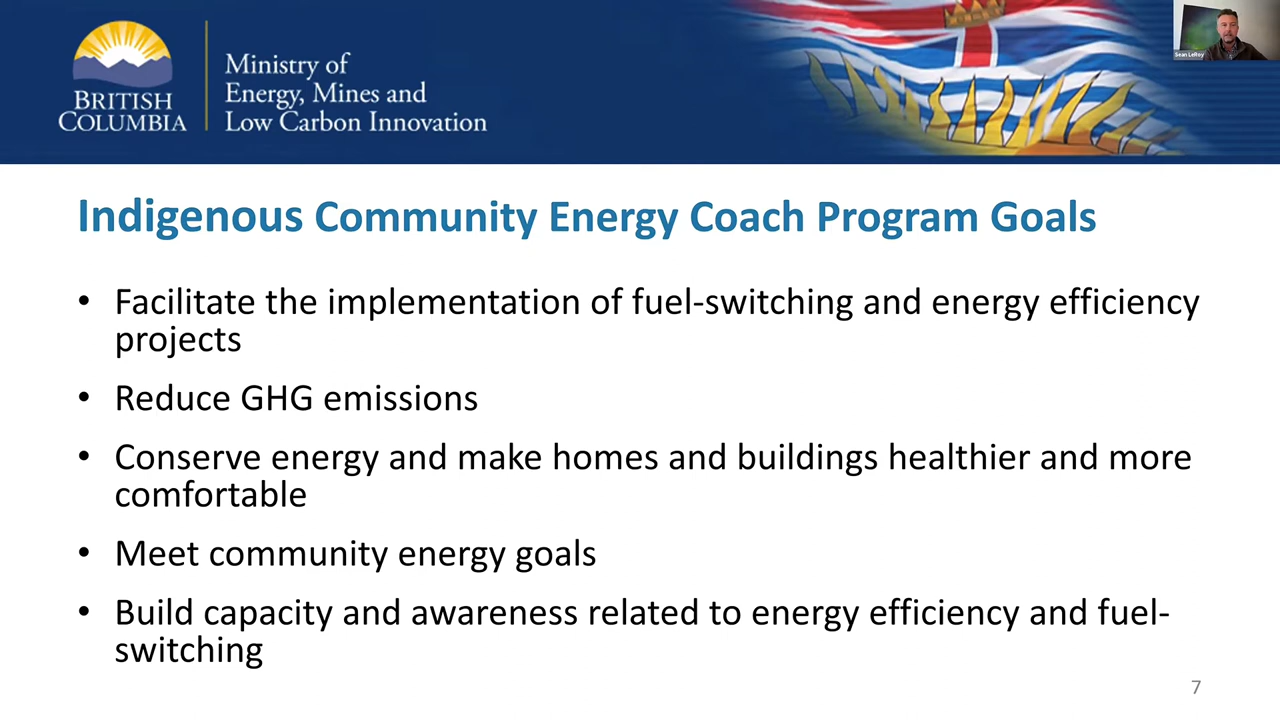 BRITISH
COLUMBIA
Ministry of
Energy, Mines and
Low Carbon Innovation
Sean LeRoy
Indigenous Community Energy Coach Program Goals
• Facilitate the implementation of fuel-switching and energy efficiency
projects
• Reduce GHG emissions
• Conserve energy and make homes and buildings healthier and more
comfortable
• Meet community energy goals
• Build capacity and awareness related to energy efficiency and fuel-
switching
7